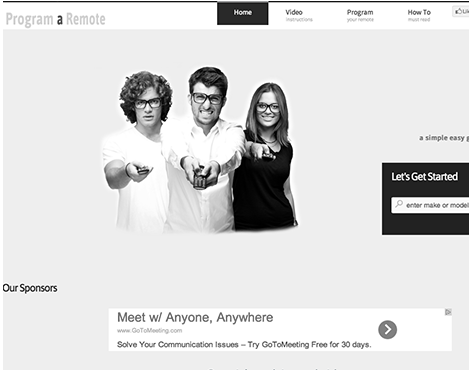 Program a Remote
Home
Video
instructions
Program
your remote
How To
must read
a simple easy g
Let's Get Started
enter make or model
Our Sponsors
Meet w/ Anyone, Anywhere
www.GoToMeeting.com
Solve Your Communication Issues – Try GoToMeeting Free for 30 days.